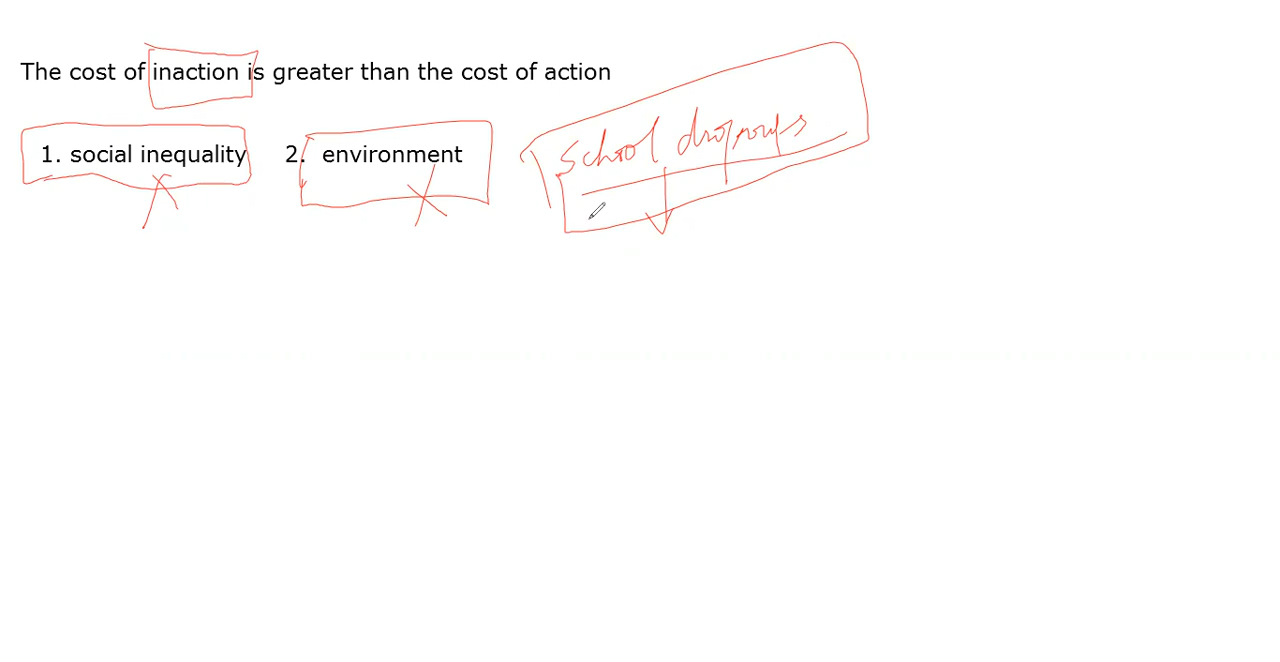 The cost of inaction is greater than the cost of action
1. social inequality 2. environment School dropouts